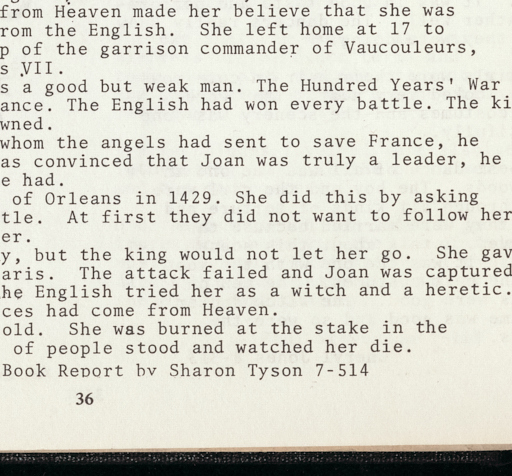 from Heaven made her believe that she was
rom the English. She left home at 17 to
p of the garrison commander of Vaucouleurs,
s VII.
s a good but weak man. The Hundred Years' War
ance. The English had won every battle. The ki
wned.
whom the angels had sent to save France, he
as convinced that Joan was truly a leader, he
e had.
of Orleans in 1429. She did this by asking
tle. At first they did not want to follow her
er.
y, but the king would not let her go. She gav
aris. The attack failed and Joan was captured
he English tried her as a witch and a heretic.
ces had come from Heaven.
old. She was burned at the stake in the
of people stood and watched her die.
Book Report by Sharon Tyson 7-514
36